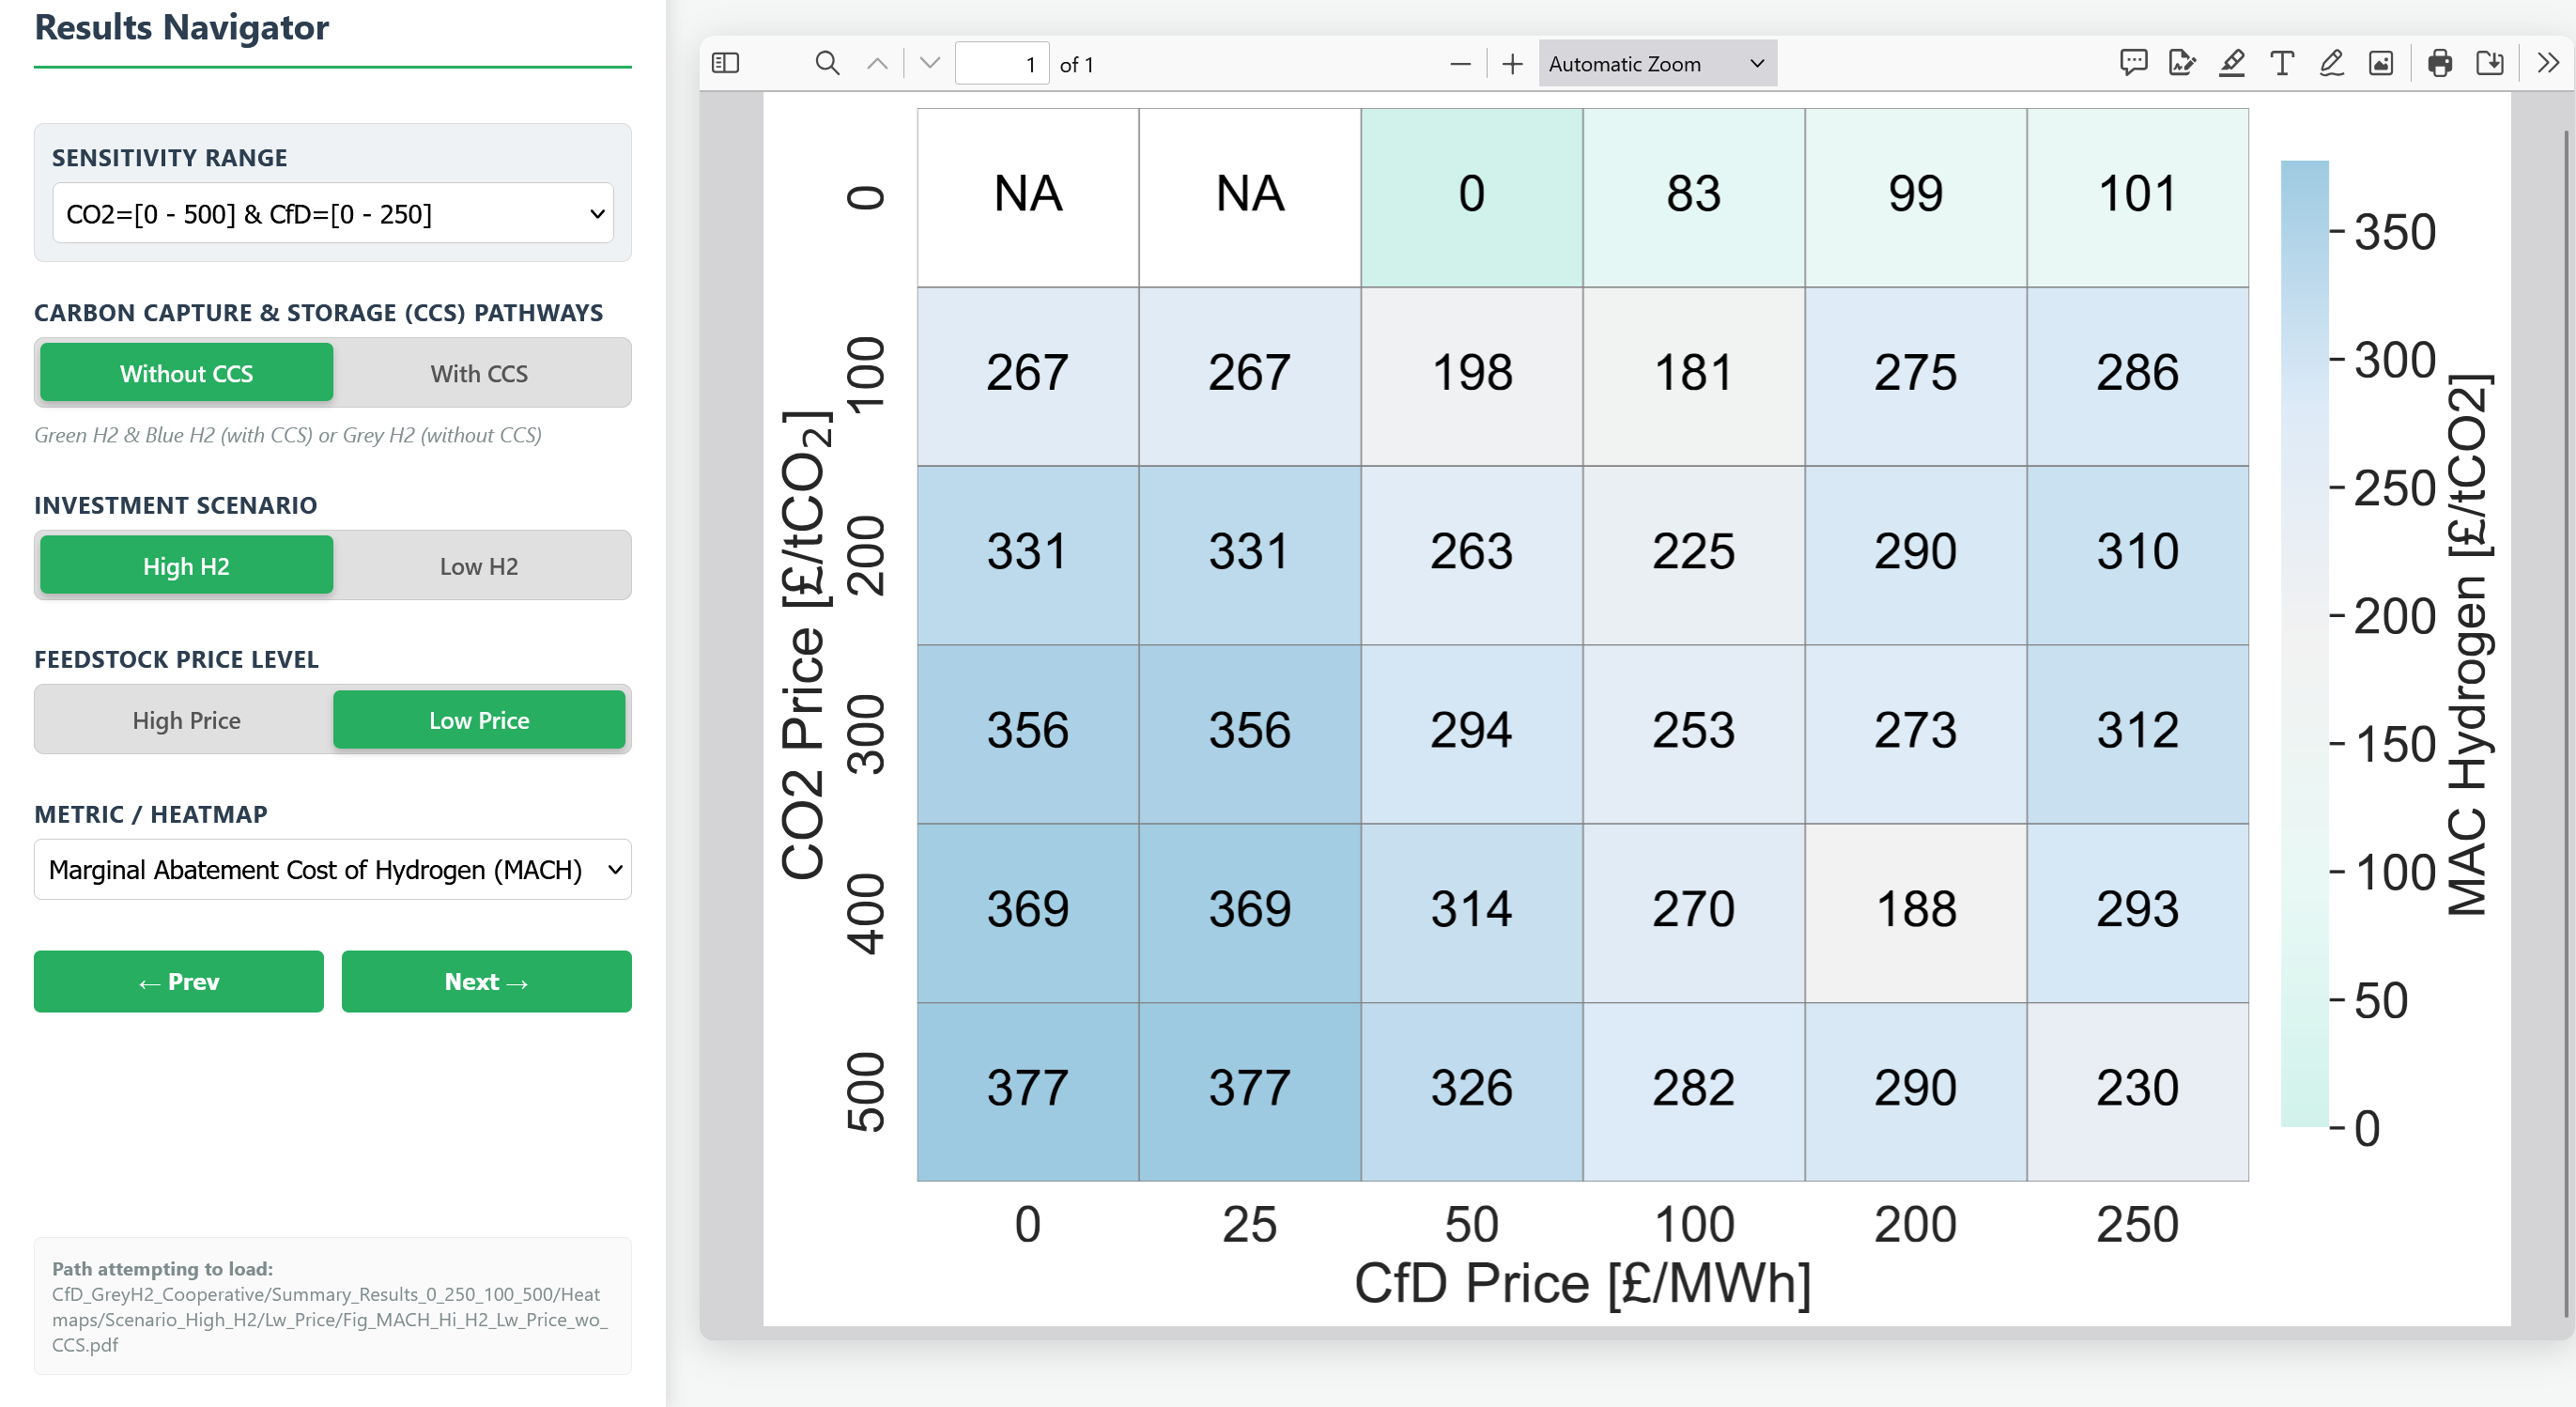 Results Navigator
SENSITIVITY RANGE
CO2=[0 - 500] & CfD=[0 - 250]
CARBON CAPTURE & STORAGE (CCS) PATHWAYS
Without CCS
With CCS
Green H2 & Blue H2 (with CCS) or Grey H2 (without CCS)
INVESTMENT SCENARIO
High H2
Low H2
FEEDSTOCK PRICE LEVEL
High Price
Low Price
METRIC / HEATMAP
Marginal Abatement Cost of Hydrogen (MACH)
← Prev
Next →
Path attempting to load:
CfD_GreyH2_Cooperative/Summary_Results_0_250_100_500/Heat
maps/Scenario_High_H2/Lw_Price/Fig_MACH_Hi_H2_Lw_Price_wo_
CCS.pdf
1 of 1
Automatic Zoom
CO2 Price [£/tCO₂]
0 NA NA 0 83 99 101
100 267 267 198 181 275 286
200 331 331 263 225 290 310
300 356 356 294 253 273 312
400 369 369 314 270 188 293
500 377 377 326 282 290 230
0 25 50 100 200 250
CfD Price [£/MWh]
350
300
250
200
150
100
50
0
MAC Hydrogen [£/tCO2]